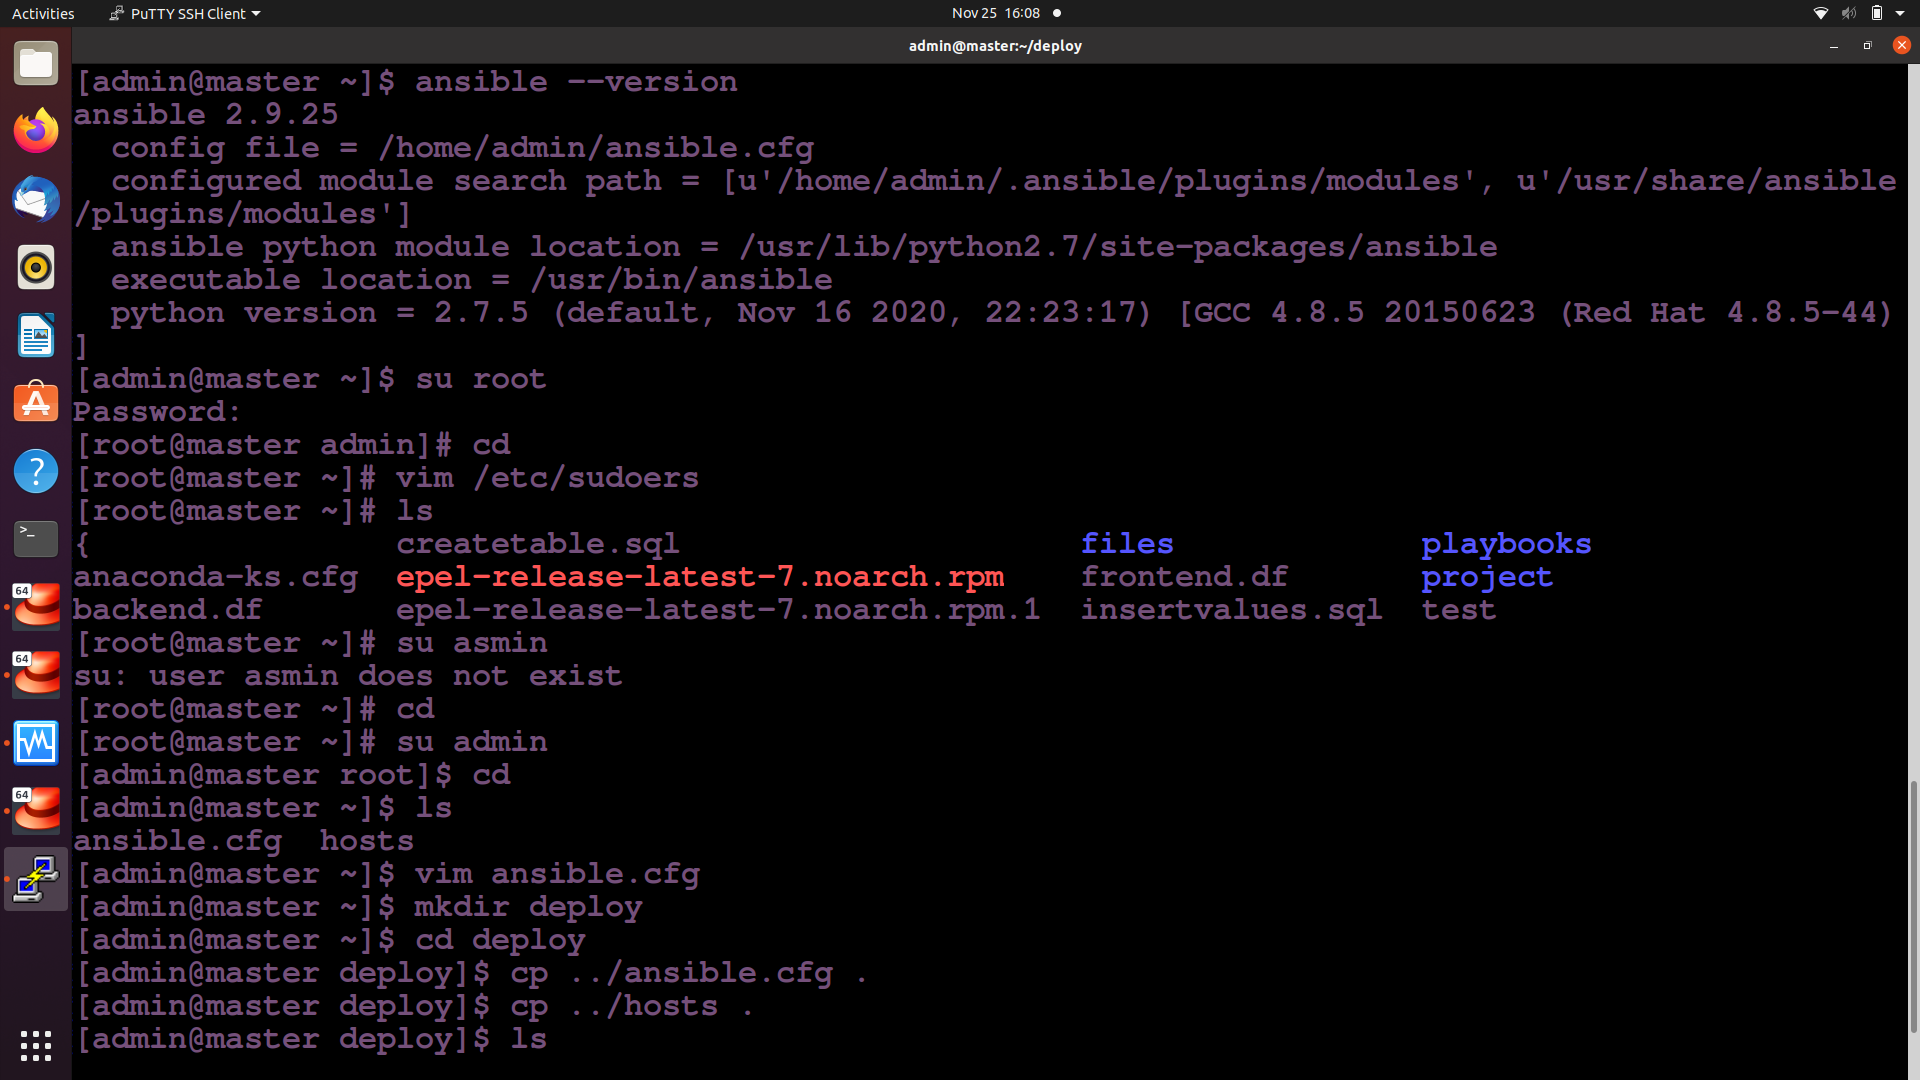 Activities PuTTY SSH Client Nov 25 16:08
admin@master:~/deploy
[admin@master ~]$ ansible --version
ansible 2.9.25
  config file = /home/admin/ansible.cfg
  configured module search path = [u'/home/admin/.ansible/plugins/modules', u'/usr/share/ansible
/plugins/modules']
  ansible python module location = /usr/lib/python2.7/site-packages/ansible
  executable location = /usr/bin/ansible
  python version = 2.7.5 (default, Nov 16 2020, 22:23:17) [GCC 4.8.5 20150623 (Red Hat 4.8.5-44)
]
[admin@master ~]$ su root
Password:
[root@master admin]# cd
[root@master ~]# vim /etc/sudoers
[root@master ~]# ls
{                createtable.sql                     files             playbooks
anaconda-ks.cfg  epel-release-latest-7.noarch.rpm    frontend.df       project
backend.df       epel-release-latest-7.noarch.rpm.1  insertvalues.sql  test
[root@master ~]# su asmin
su: user asmin does not exist
[root@master ~]# cd
[root@master ~]# su admin
[admin@master root]$ cd
[admin@master ~]$ ls
ansible.cfg  hosts
[admin@master ~]$ vim ansible.cfg
[admin@master ~]$ mkdir deploy
[admin@master ~]$ cd deploy
[admin@master deploy]$ cp ../ansible.cfg .
[admin@master deploy]$ cp ../hosts .
[admin@master deploy]$ ls
64
64
64